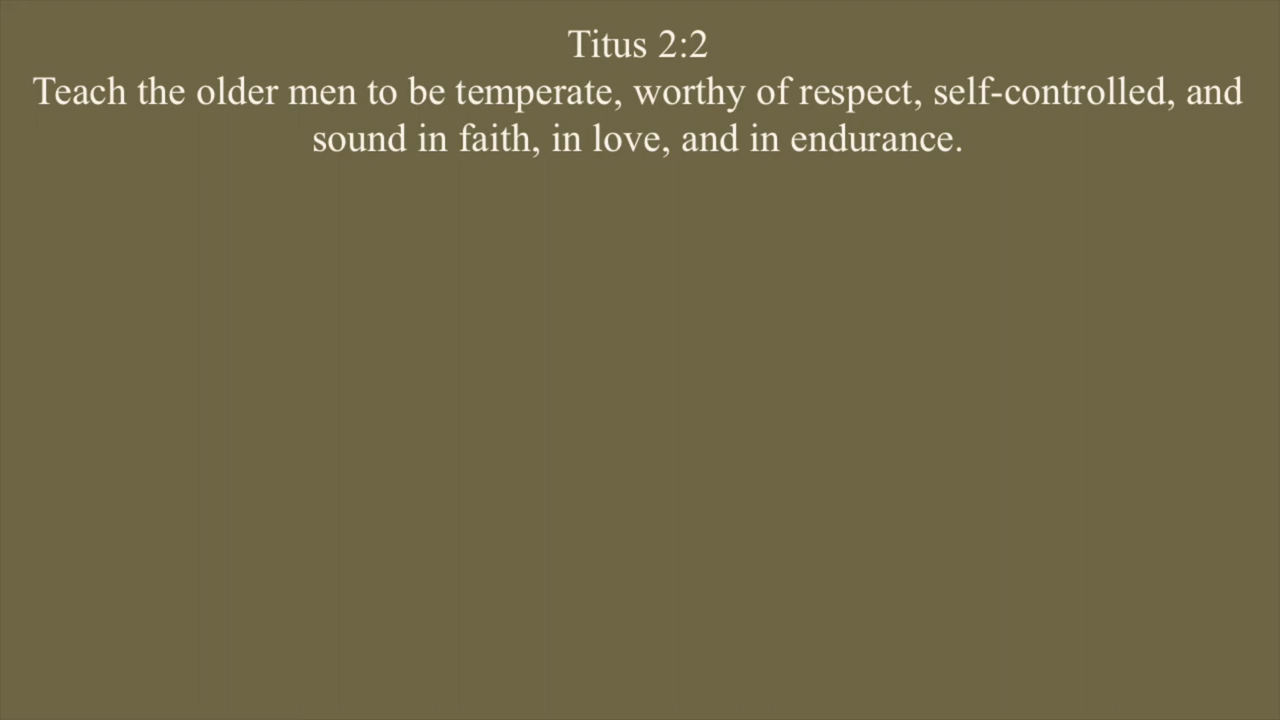 Titus 2:2
Teach the older men to be temperate, worthy of respect, self-controlled, and
sound in faith, in love, and in endurance.